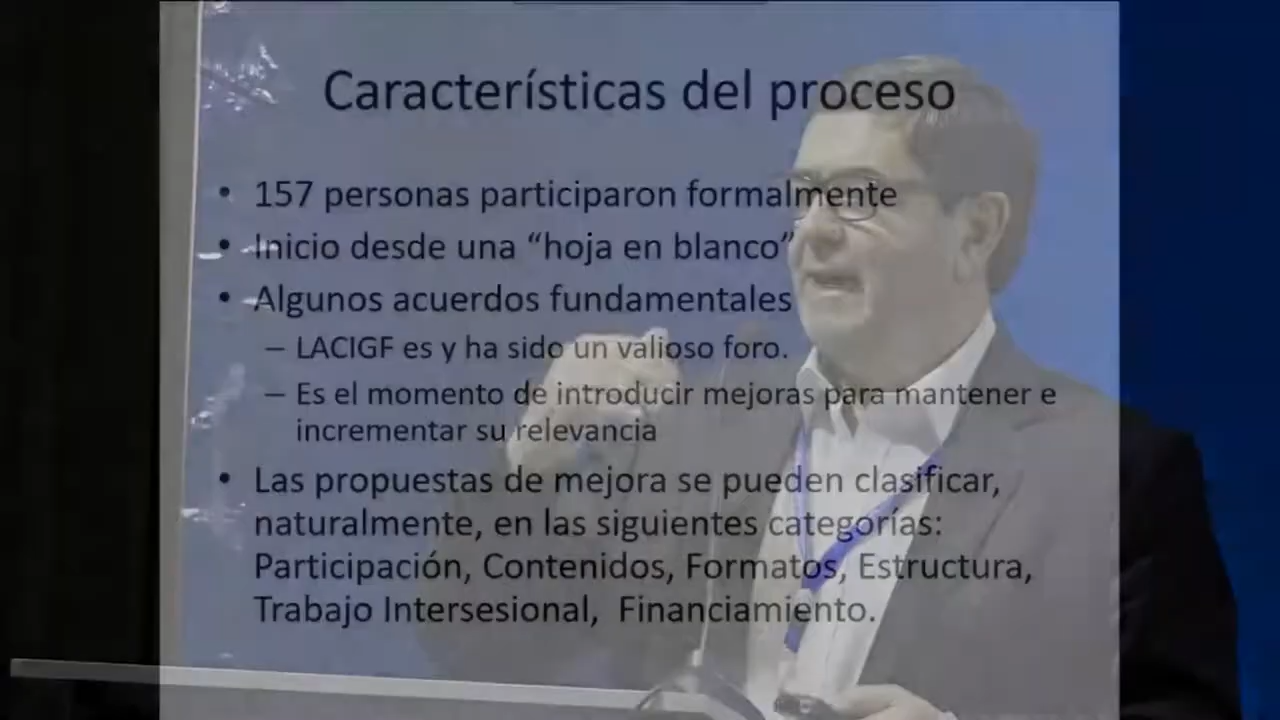 Características del proceso
• 157 personas participaron formalmente
• Inicio desde una “hoja en blanco”
• Algunos acuerdos fundamentales
– LACIGF es y ha sido un valioso foro.
– Es el momento de introducir mejoras para mantener e
incrementar su relevancia
• Las propuestas de mejora se pueden clasificar,
naturalmente, en las siguientes categorías:
Participación, Contenidos, Formatos, Estructura,
Trabajo Intersesional,  Financiamiento.